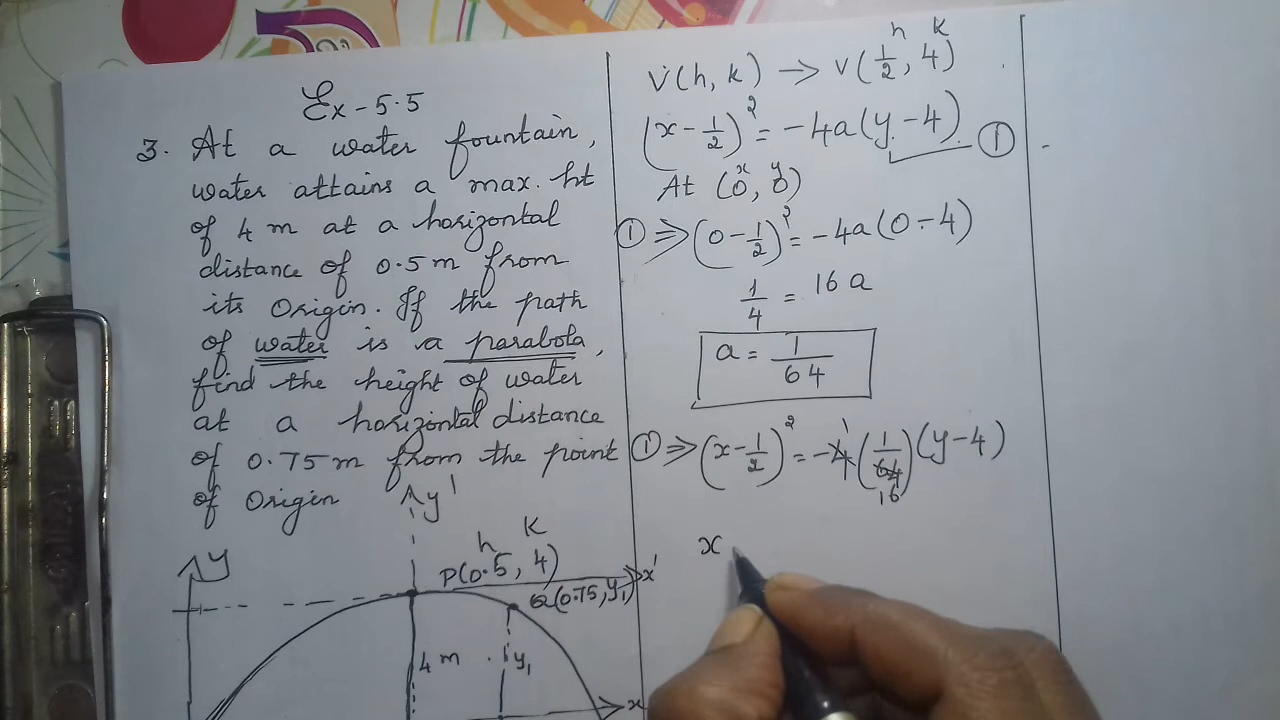 Ex - 5.5
3. At a water fountain,
water attains a max. ht
of 4 m at a horizontal
distance of 0.5 m from
its Origin. If the path
of water is a parabola,
find the height of water
at a horizontal distance
of 0.75 m from the point
of Origin
y'
y
h k
P(0.5, 4)
x'
Q(0.75, y₁)
4 m
y₁
x
h k
V(h, k) → V(1/2, 4)
(x - 1/2)² = -4a(y - 4) ①
x y
At (0, 0)
① ⇒ (0 - 1/2)² = -4a(0 - 4)
1/4 = 16 a
a = 1/64
① ⇒ (x - 1/2)² = -4(1/64)(y - 4)
1
16
x